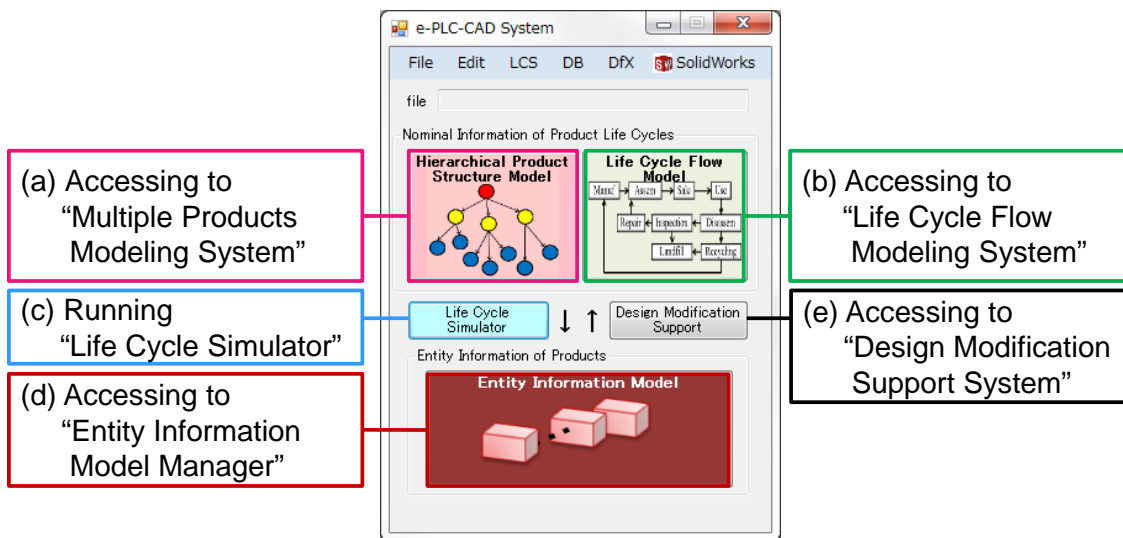 e-PLC-CAD System
File Edit LCS DB DfX SW SolidWorks
file
Nominal Information of Product Life Cycles
Hierarchical Product
Structure Model
Life Cycle Flow
Model
Manuf Assem Sale Use
Repair Inspection Disassem
Landfill Recycling
Life Cycle
Simulator
↓ ↑
Design Modification
Support
Entity Information of Products
Entity Information Model
(a) Accessing to
“Multiple Products
Modeling System”
(b) Accessing to
“Life Cycle Flow
Modeling System”
(c) Running
“Life Cycle Simulator”
(d) Accessing to
“Entity Information
Model Manager”
(e) Accessing to
“Design Modification
Support System”